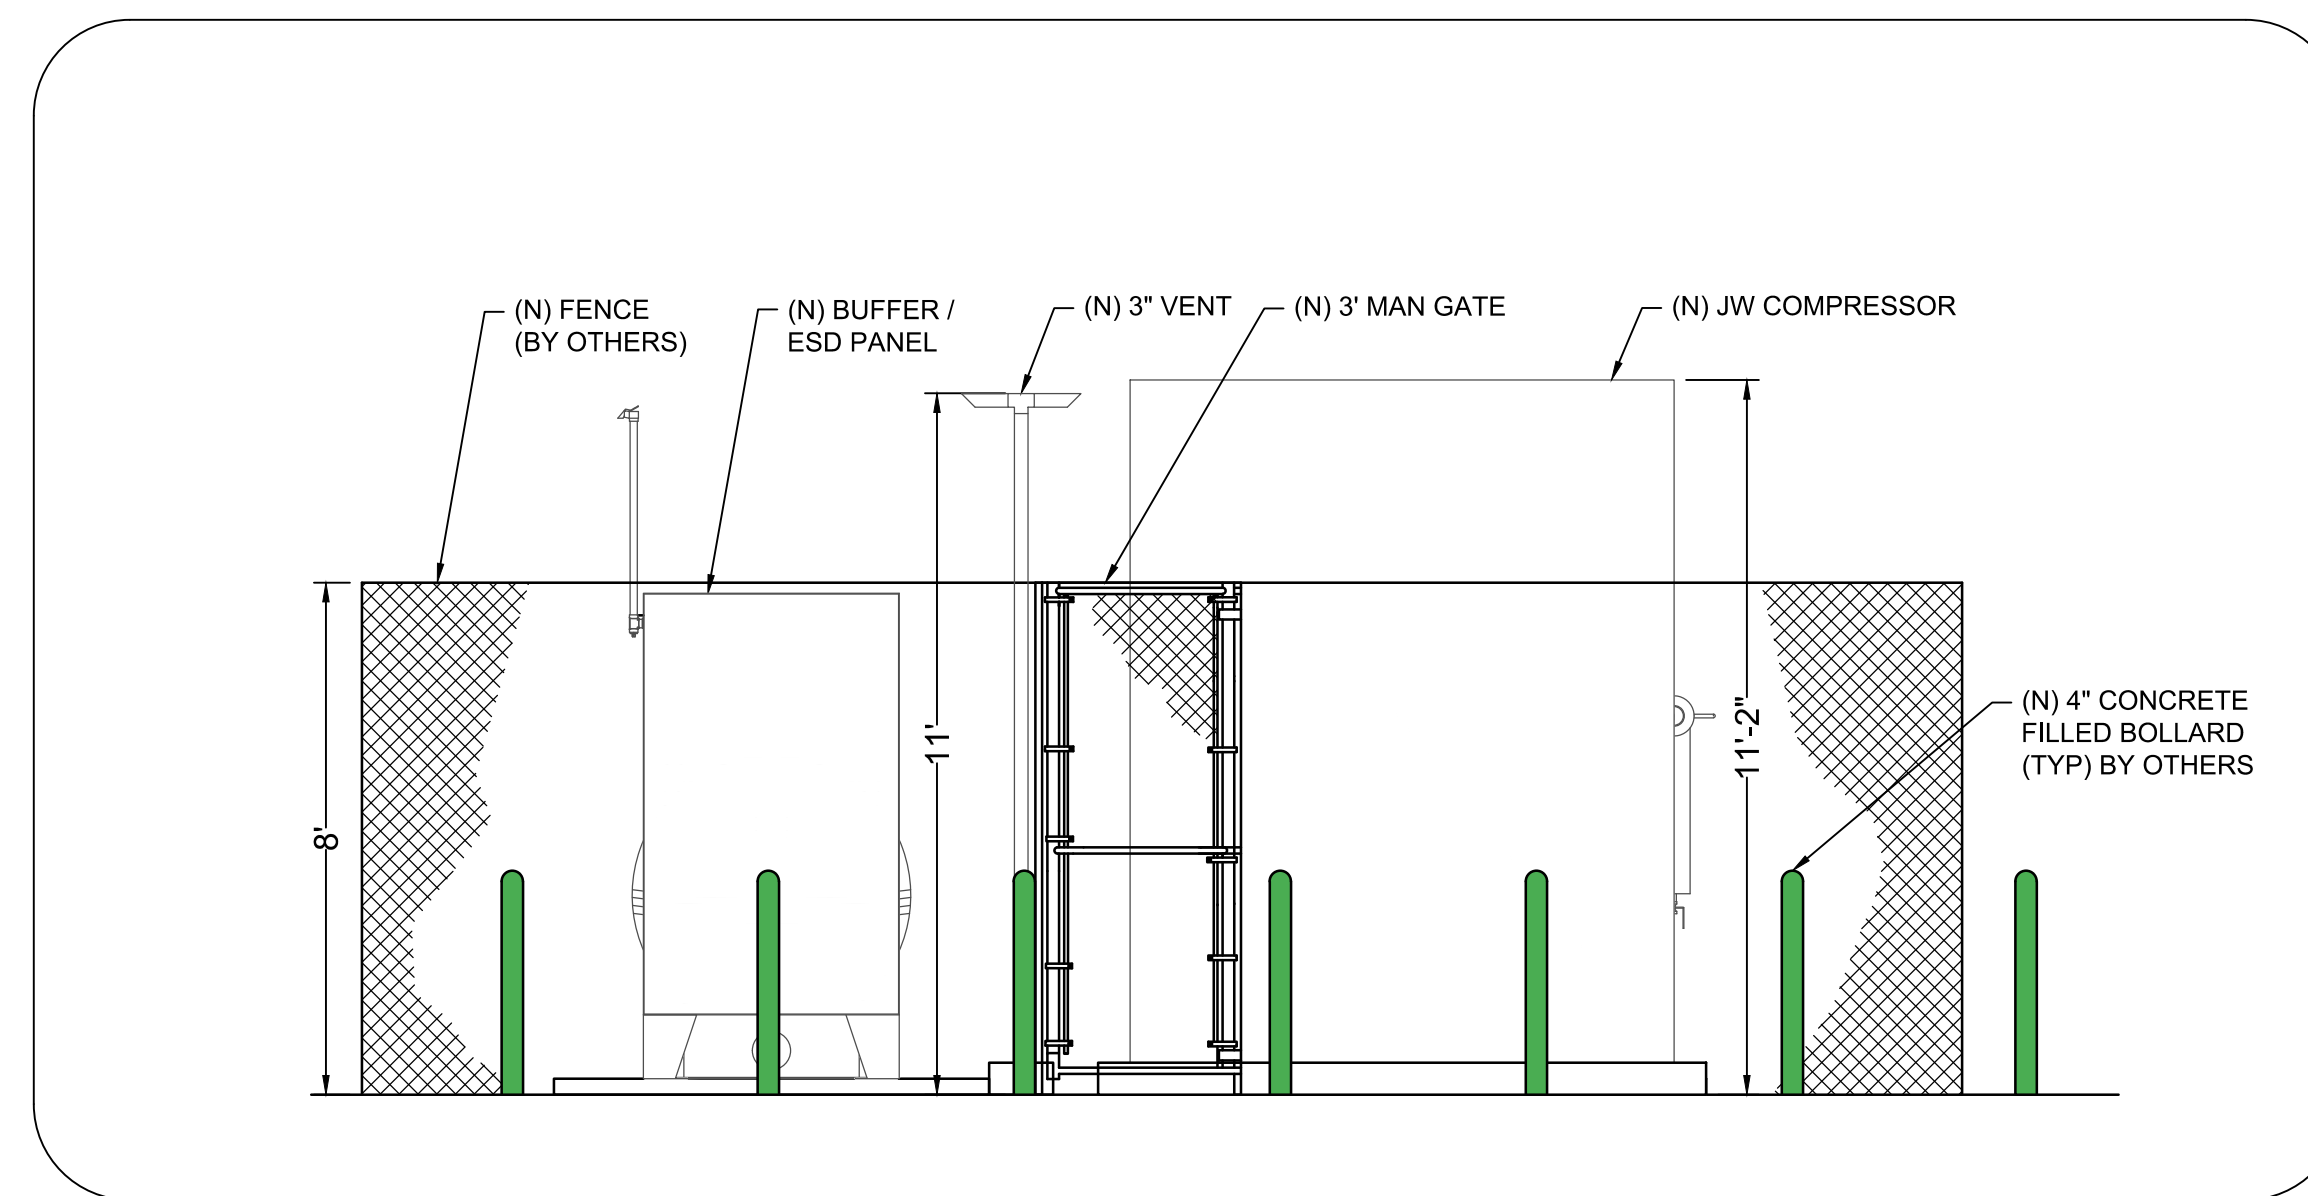 (N) FENCE
(BY OTHERS)
(N) BUFFER /
ESD PANEL
(N) 3" VENT
(N) 3' MAN GATE
(N) JW COMPRESSOR
(N) 4" CONCRETE
FILLED BOLLARD
(TYP) BY OTHERS
8'
11'
11'-2"